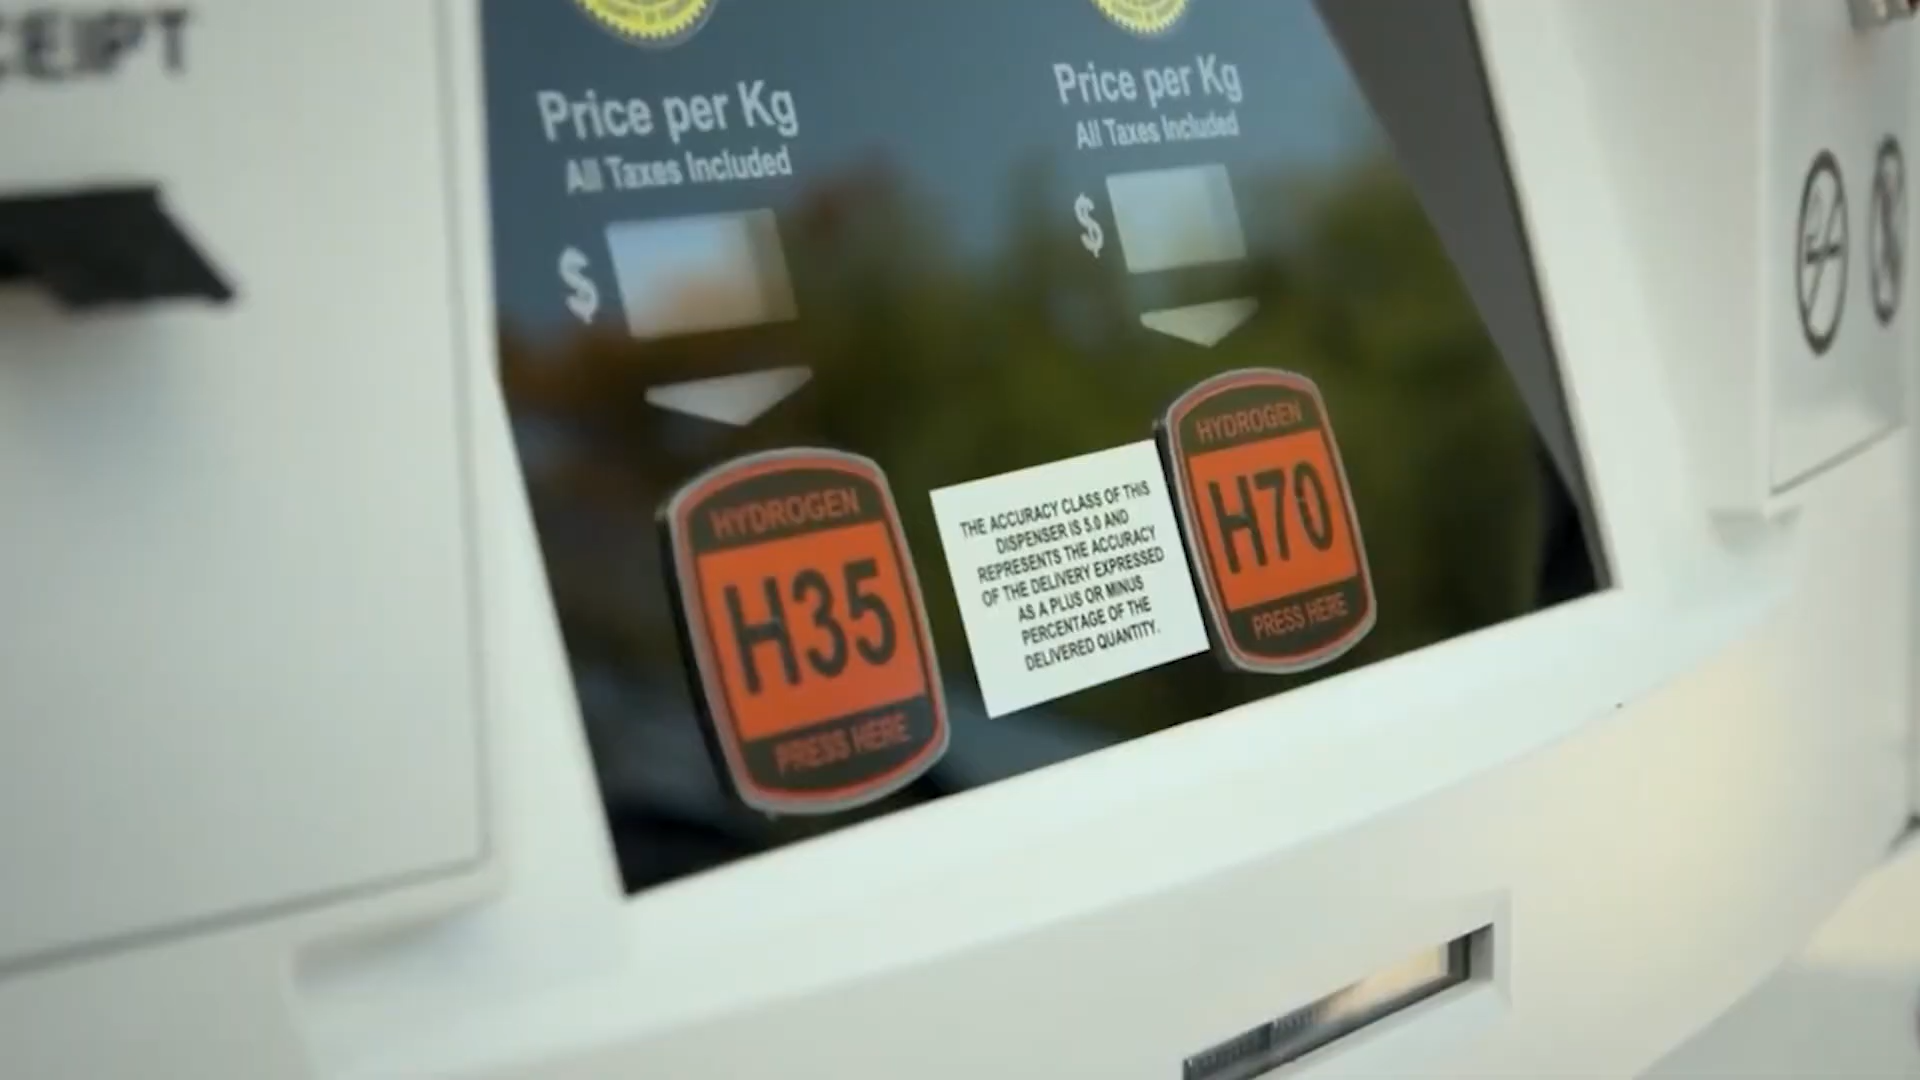 CEIPT
Price per Kg
All Taxes Included
$
HYDROGEN
H35
PRESS HERE
THE ACCURACY CLASS OF THIS
DISPENSER IS 5.0 AND
REPRESENTS THE ACCURACY
OF THE DELIVERY EXPRESSED
AS A PLUS OR MINUS
PERCENTAGE OF THE
DELIVERED QUANTITY.
Price per Kg
All Taxes Included
$
HYDROGEN
H70
PRESS HERE